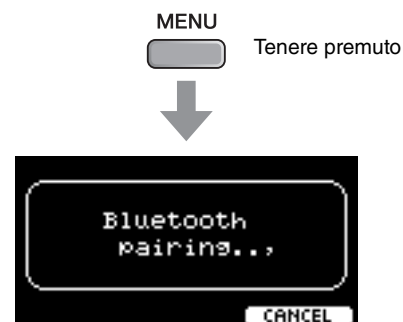 MENU
Tenere premuto
Bluetooth
pairing..,
CANCEL